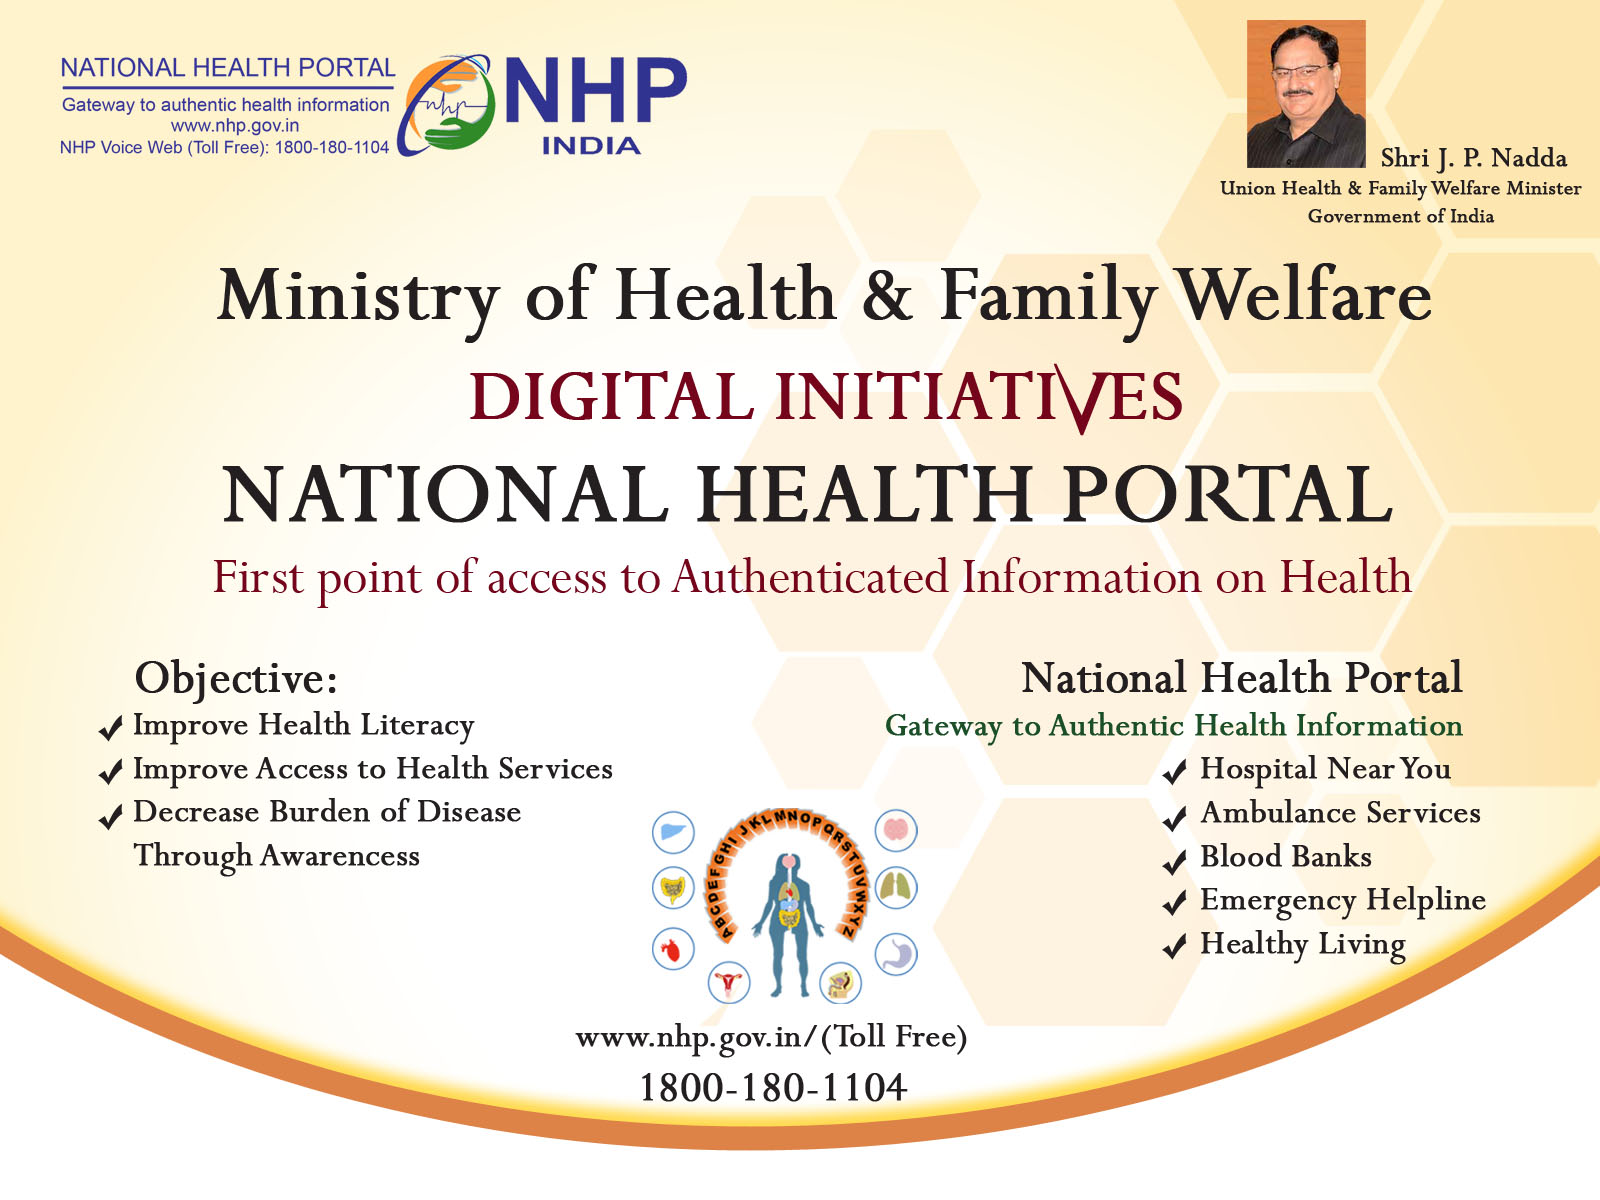 NATIONAL HEALTH PORTAL
Gateway to authentic health information
www.nhp.gov.in
NHP Voice Web (Toll Free): 1800-180-1104
nhp
NHP
INDIA
Shri J. P. Nadda
Union Health & Family Welfare Minister
Government of India
Ministry of Health & Family Welfare
DIGITAL INITIATIVES
NATIONAL HEALTH PORTAL
First point of access to Authenticated Information on Health
Objective:
Improve Health Literacy
Improve Access to Health Services
Decrease Burden of Disease
Through Awarencess
National Health Portal
Gateway to Authentic Health Information
Hospital Near You
Ambulance Services
Blood Banks
Emergency Helpline
Healthy Living
ABCDEFGHIJKLMNOPQRSTUVWXYZ
www.nhp.gov.in/(Toll Free)
1800-180-1104